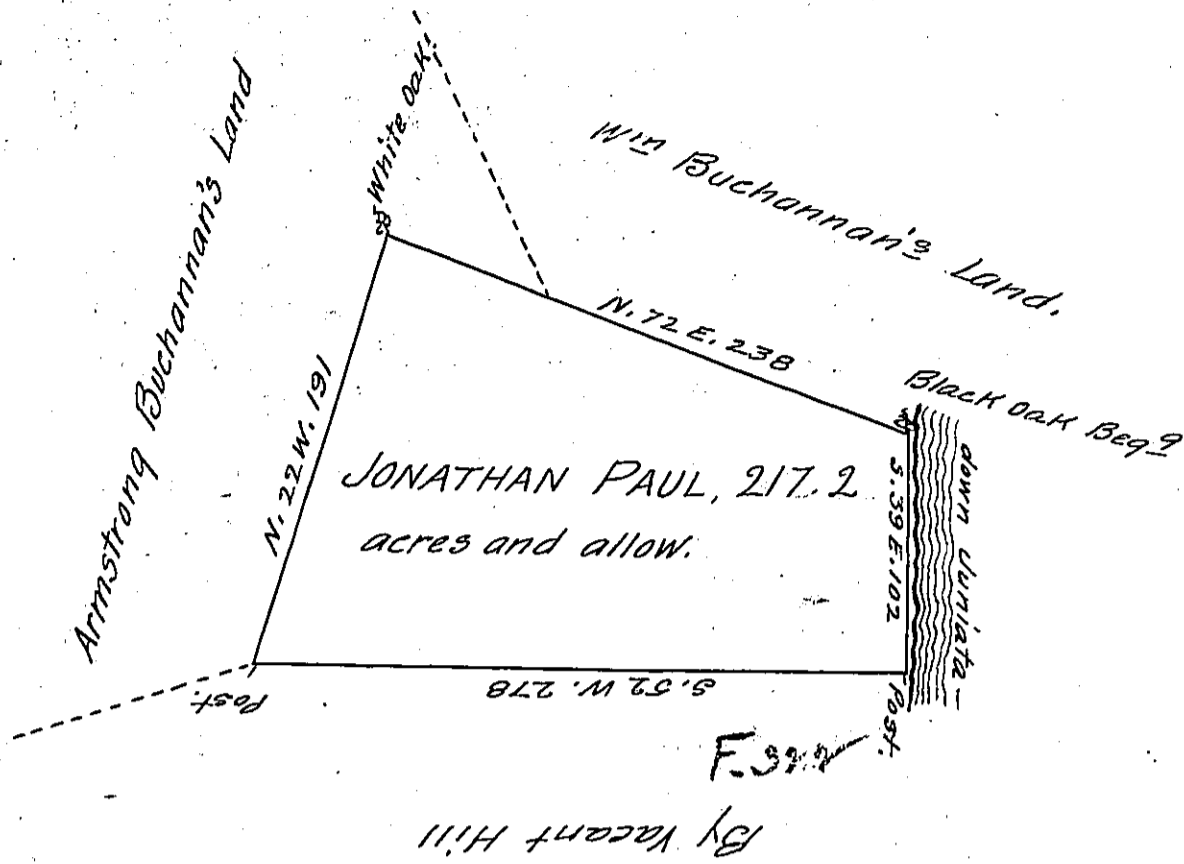 Armstrong Buchannan's Land
White Oak.
Wm Buchannan's Land.
N. 72 E. 238
Black Oak Beg9
N. 22 W. 191
JONATHAN PAUL, 217.2
acres and allow.
S. 39 E. 102
down Juniata
Post.
S. 52 W. 278
Post.
By Vacant Hill